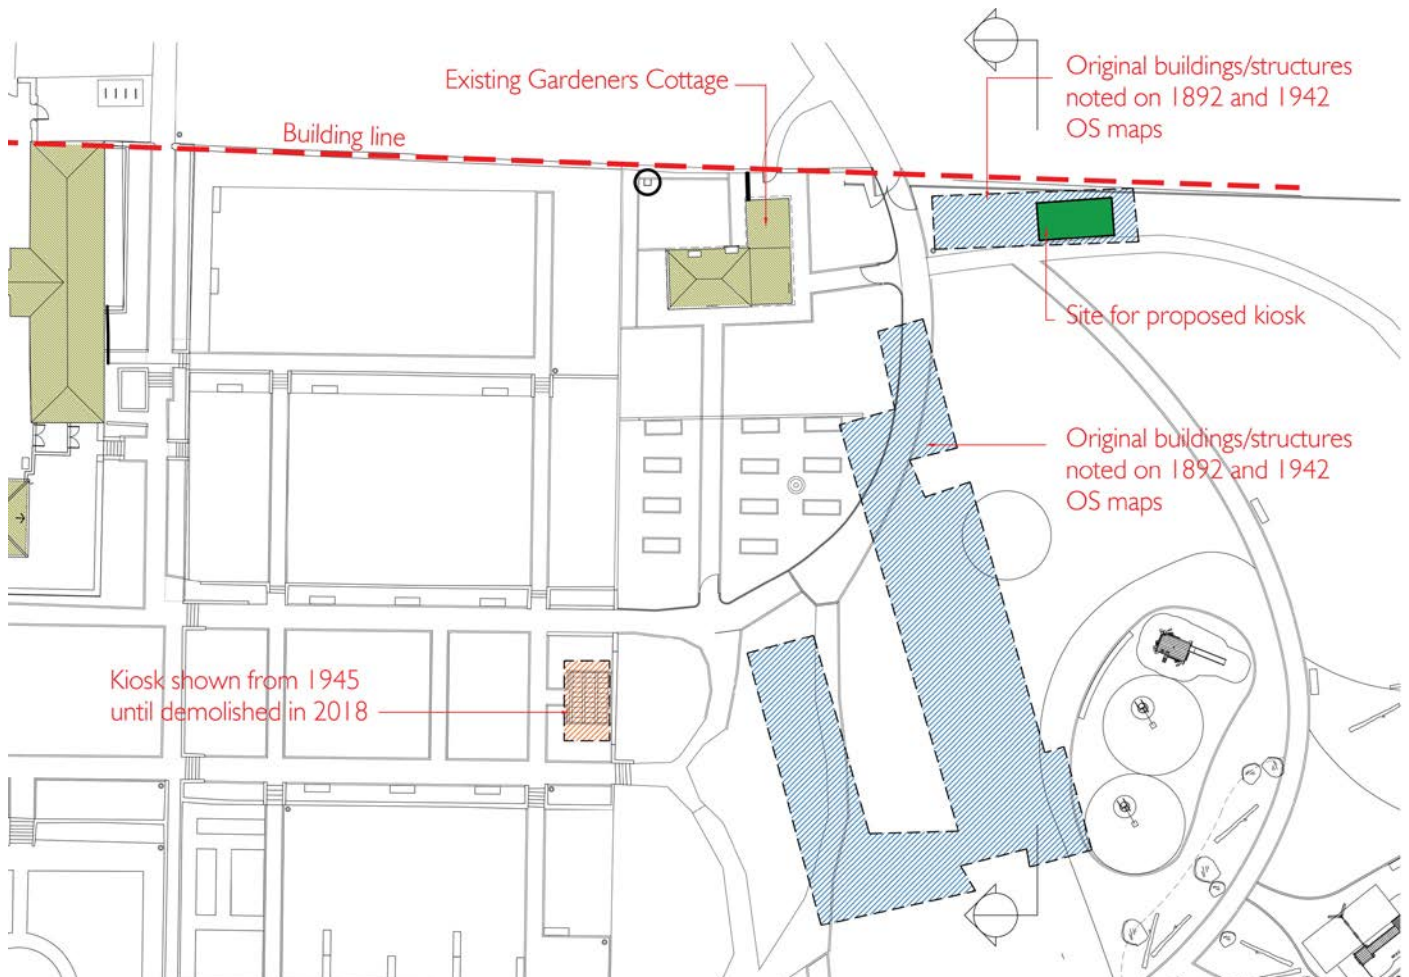 Original buildings/structures
noted on 1892 and 1942
OS maps
Existing Gardeners Cottage
Building line
Site for proposed kiosk
Original buildings/structures
noted on 1892 and 1942
OS maps
Kiosk shown from 1945
until demolished in 2018